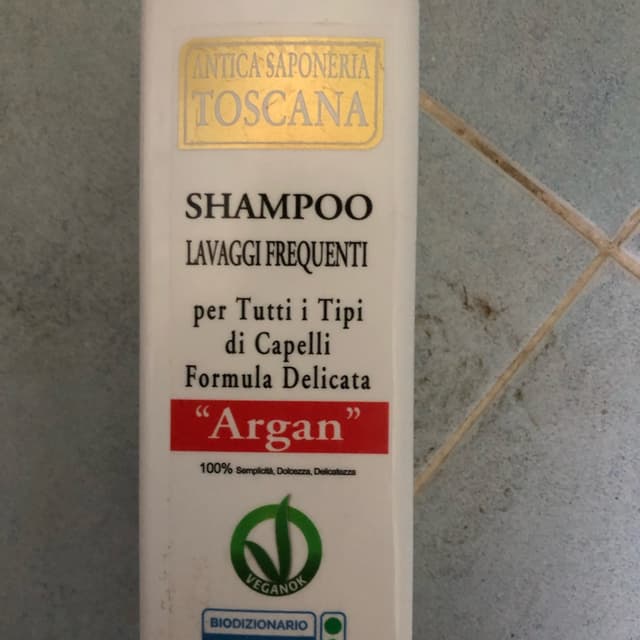 ANTICA SAPONERIA
TOSCANA
SHAMPOO
LAVAGGI FREQUENTI
per Tutti i Tipi
di Capelli
Formula Delicata
“Argan”
100% Semplicità, Dolcezza, Delicatezza
VEGANOK
BIODIZIONARIO